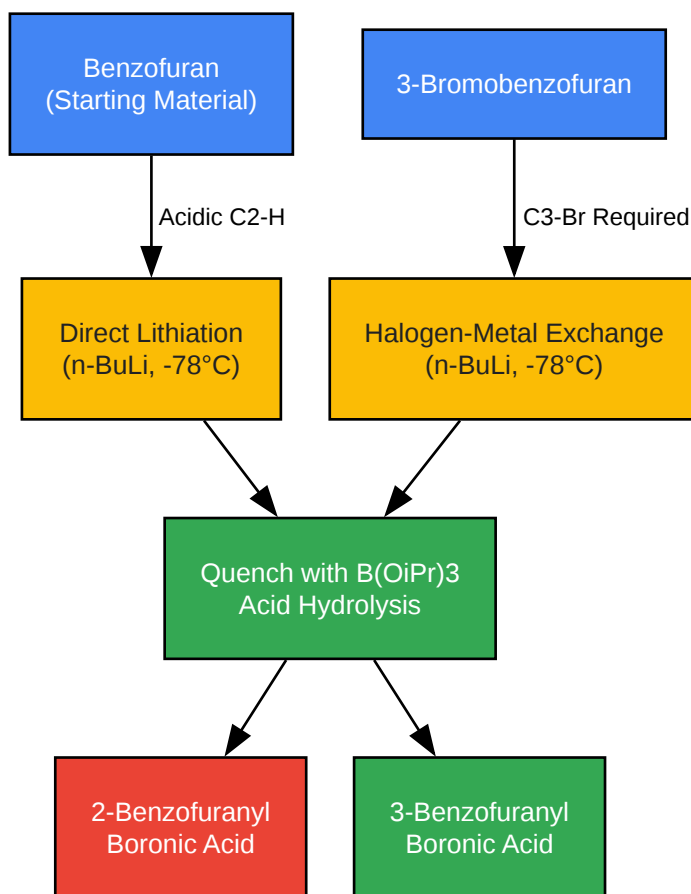 Benzofuran
(Starting Material)
3-Bromobenzofuran
Acidic C2-H
C3-Br Required
Direct Lithiation
(n-BuLi, -78°C)
Halogen-Metal Exchange
(n-BuLi, -78°C)
Quench with B(OiPr)3
Acid Hydrolysis
2-Benzofuranyl
Boronic Acid
3-Benzofuranyl
Boronic Acid